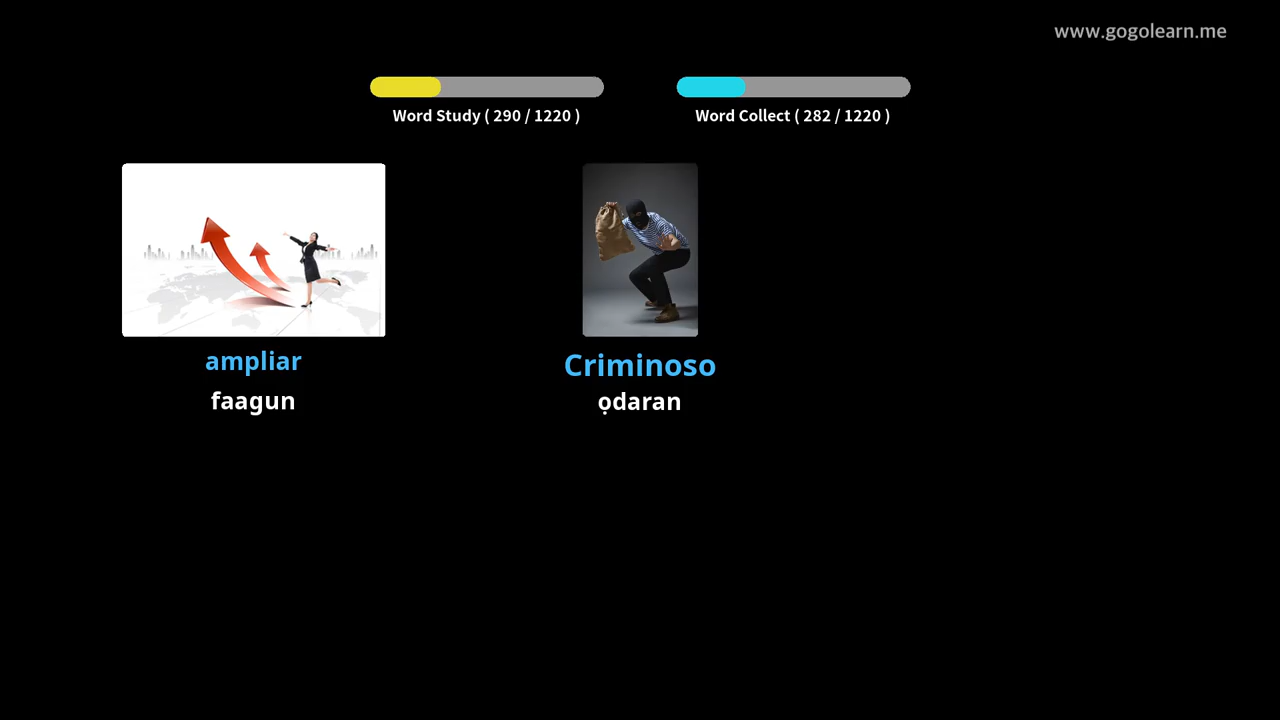 www.gogolearn.me
Word Study ( 290 / 1220 )
Word Collect ( 282 / 1220 )
ampliar
faagun
Criminoso
ọdaran